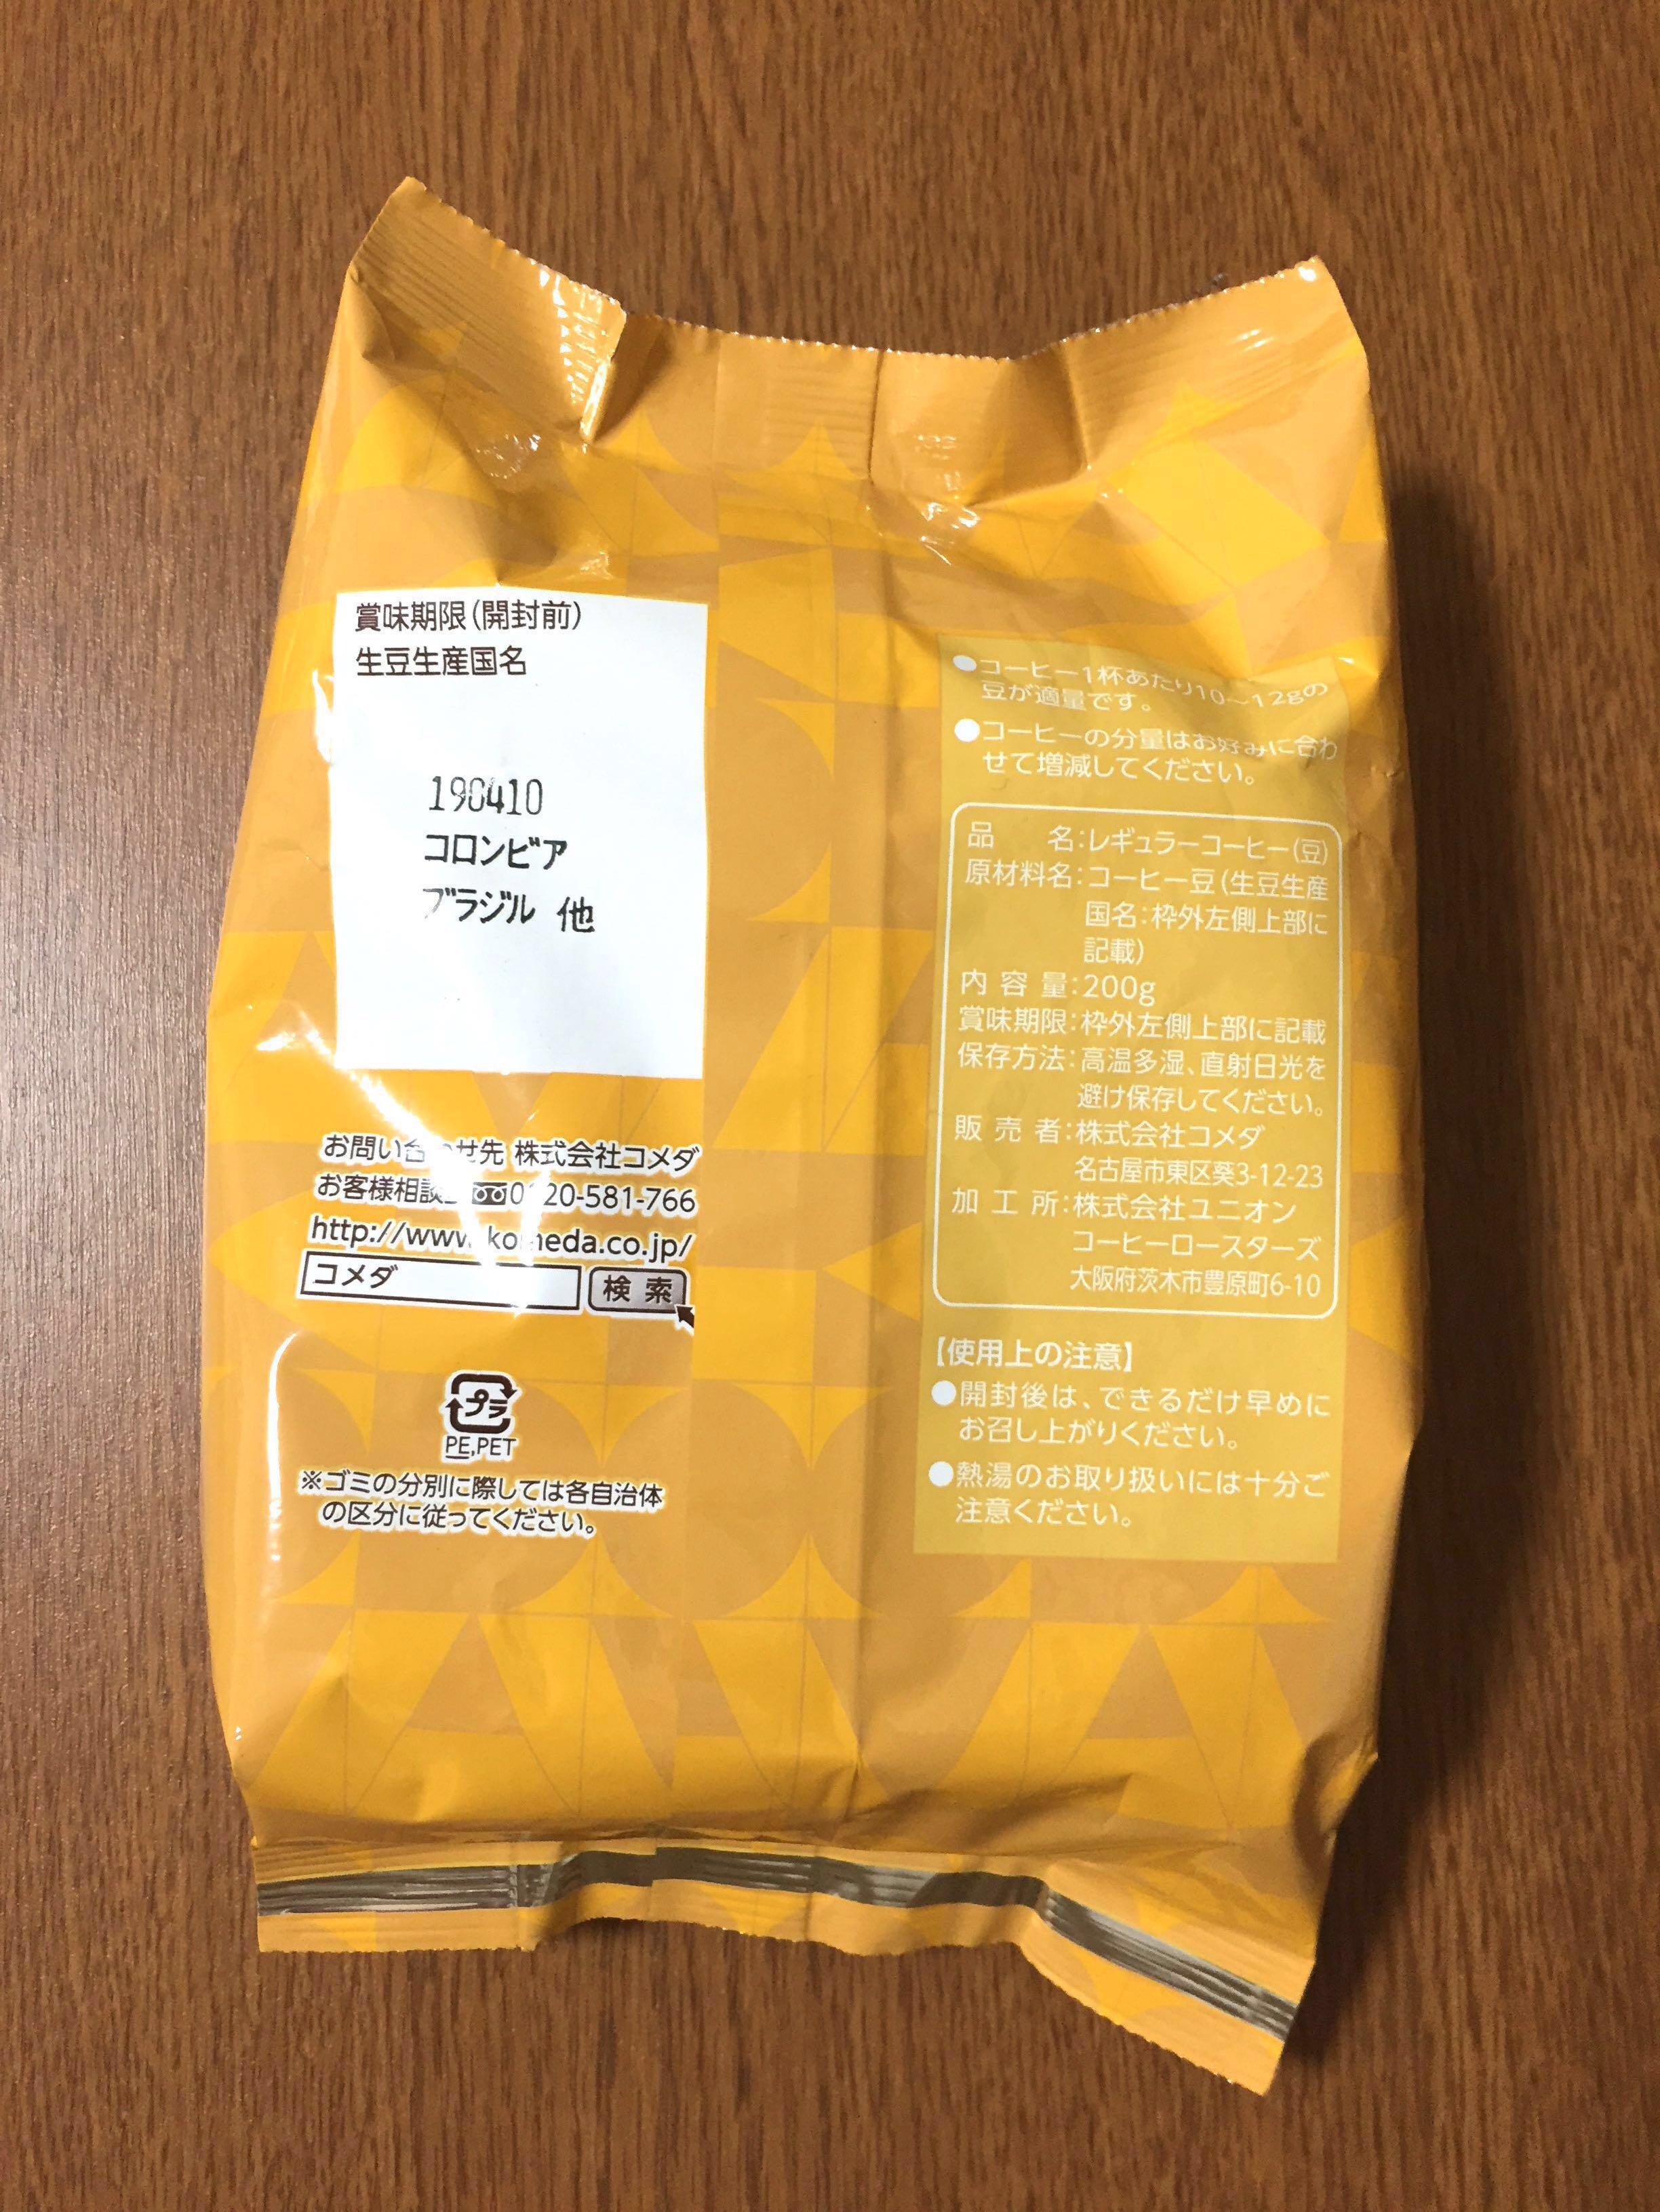 賞味期限(開封前)
生豆生産国名
190410
コロンビア
ブラジル 他
お問い合わせ先 株式会社コメダ
お客様相談室 0120-581-766
http://www.komeda.co.jp/
コメダ 検索
プラ
PE,PET
※ゴミの分別に際しては各自治体
の区分に従ってください。
●コーヒー1杯あたり10〜12gの
豆が適量です。
●コーヒーの分量はお好みに合わ
せて増減してください。
品名:レギュラーコーヒー(豆)
原材料名:コーヒー豆(生豆生産
国名:枠外左側上部に
記載)
内容量:200g
賞味期限:枠外左側上部に記載
保存方法:高温多湿、直射日光を
避け保存してください。
販売者:株式会社コメダ
名古屋市東区葵3-12-23
加工所:株式会社ユニオン
コーヒーロースターズ
大阪府茨木市豊原町6-10
【使用上の注意】
●開封後は、できるだけ早めに
お召し上がりください。
●熱湯のお取り扱いには十分ご
注意ください。